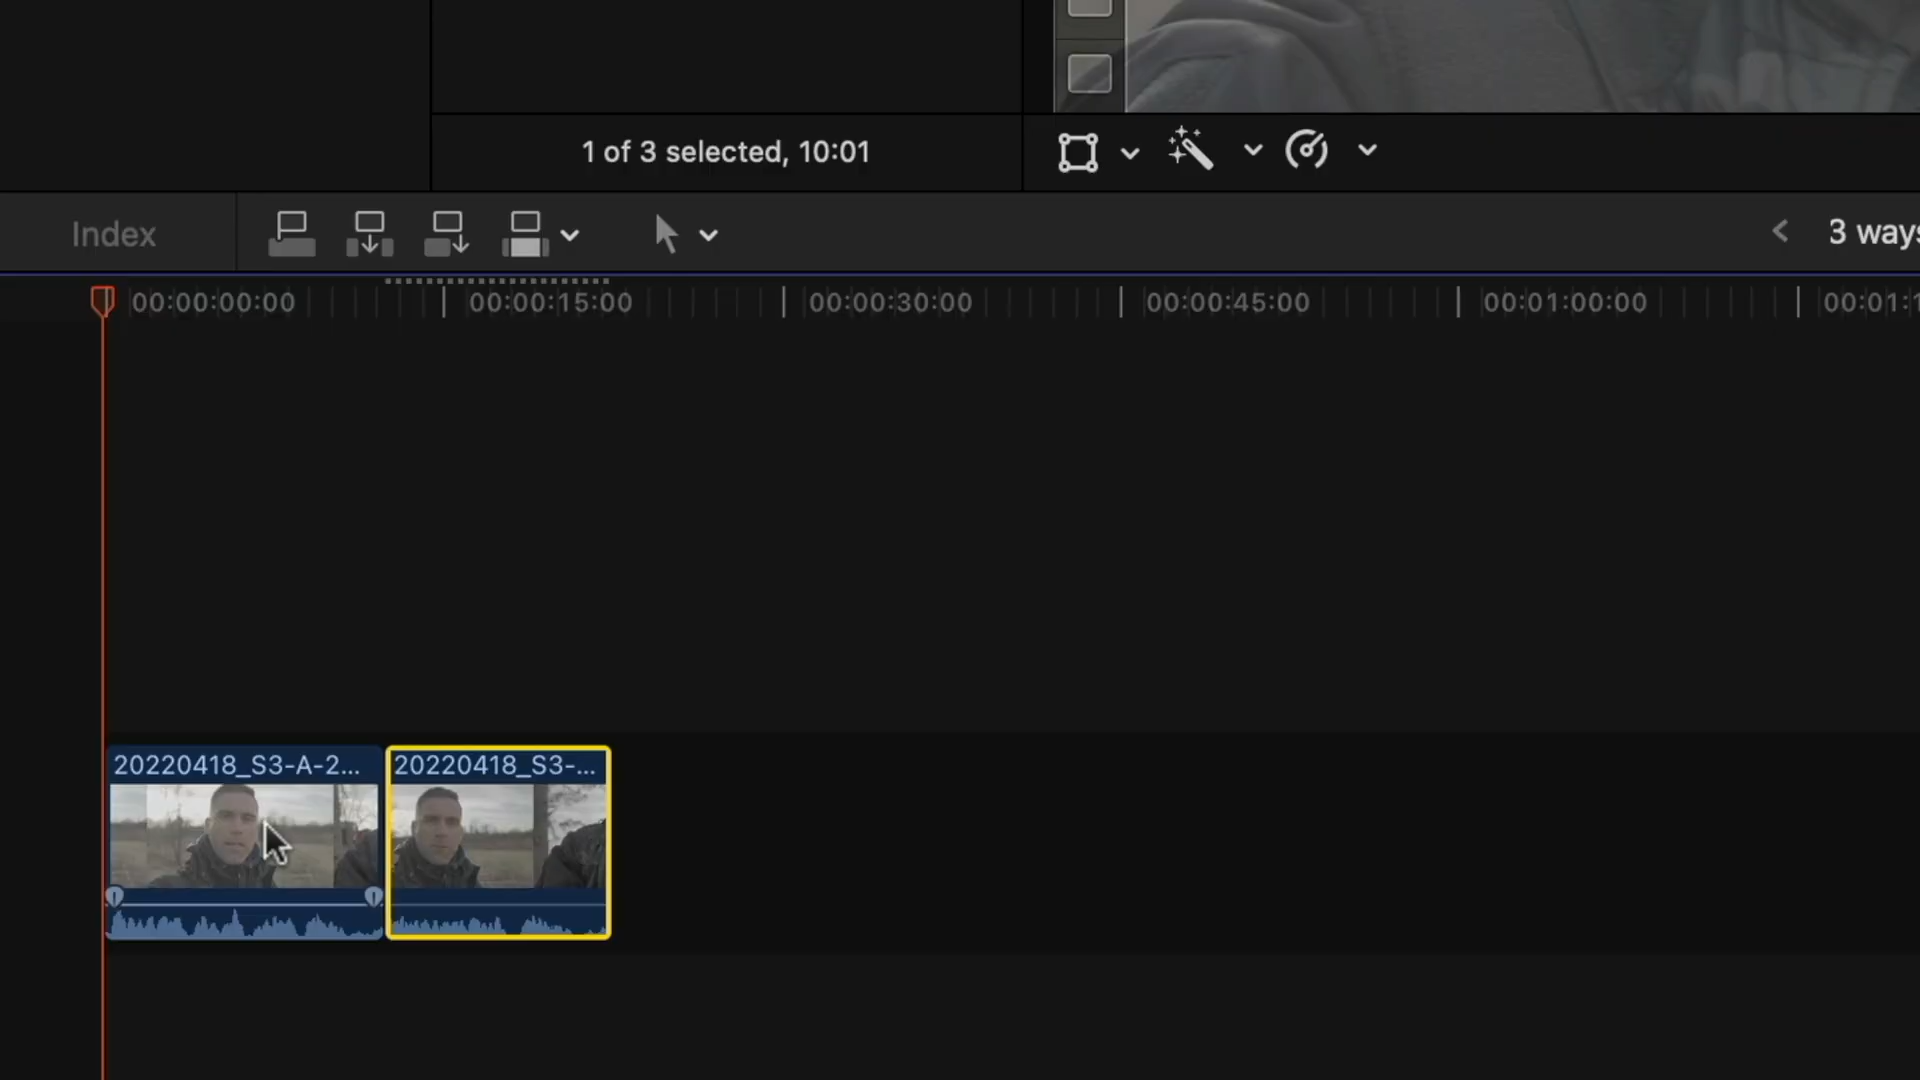 1 of 3 selected, 10:01
Index
3 ways
00:00:00:00
00:00:15:00
00:00:30:00
00:00:45:00
00:01:00:00
00:01:1
20220418_S3-A-2...
20220418_S3-...